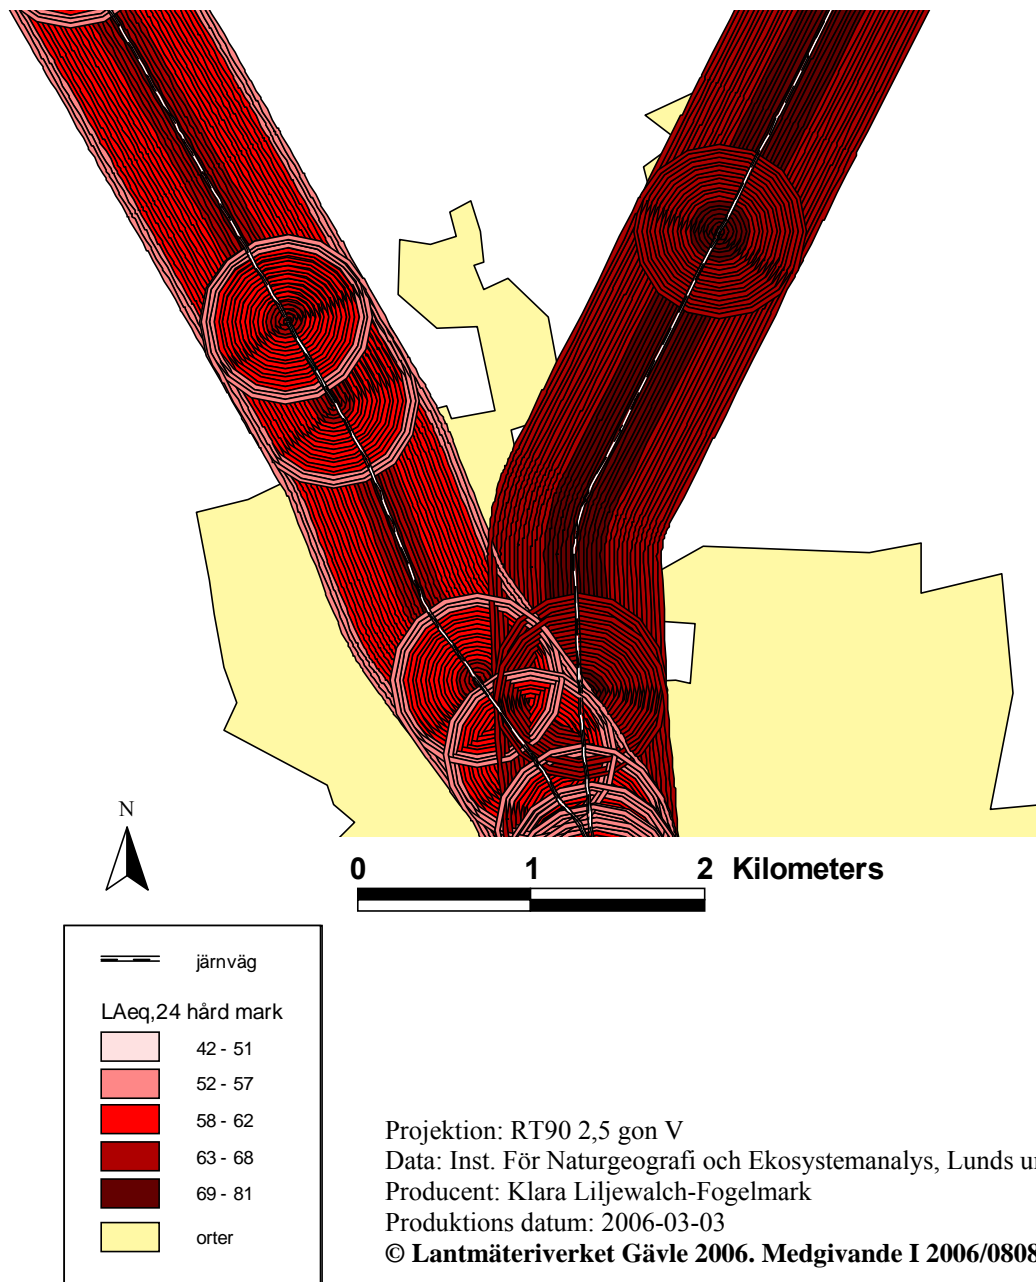 N
0 1 2 Kilometers
järnväg
LAeq,24 hård mark
42 - 51
52 - 57
58 - 62
63 - 68
69 - 81
orter
Projektion: RT90 2,5 gon V
Data: Inst. För Naturgeografi och Ekosystemanalys, Lunds
Producent: Klara Liljewalch-Fogelmark
Produktions datum: 2006-03-03
© Lantmäteriverket Gävle 2006. Medgivande I 2006/0808